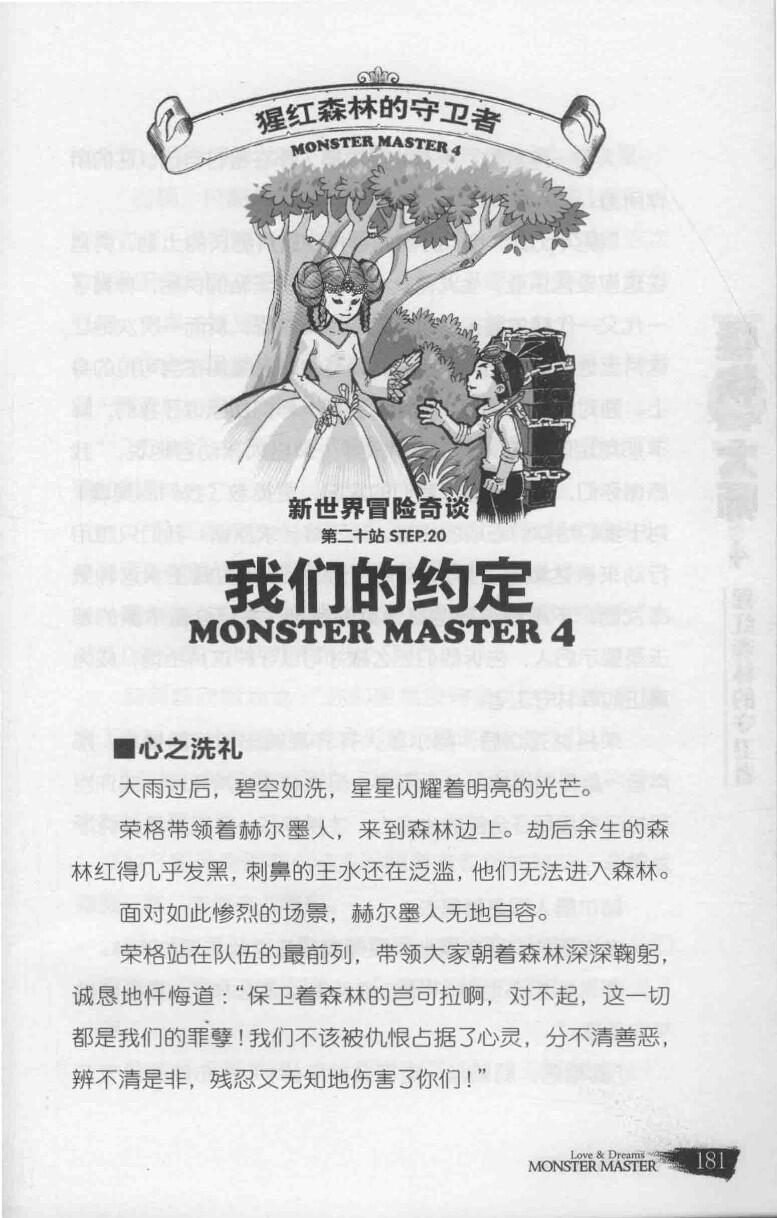 猩红森林的守卫者
MONSTER MASTER 4
新世界冒险奇谈
第二十站 STEP.20
我们的约定
MONSTER MASTER 4
■心之洗礼
大雨过后，碧空如洗，星星闪耀着明亮的光芒。
荣格带领着赫尔墨人，来到森林边上。劫后余生的森
林红得几乎发黑，刺鼻的王水还在泛滥，他们无法进入森林。
面对如此惨烈的场景，赫尔墨人无地自容。
荣格站在队伍的最前列，带领大家朝着森林深深鞠躬，
诚恳地忏悔道：“保卫着森林的岂可拉啊，对不起，这一切
都是我们的罪孽！我们不该被仇恨占据了心灵，分不清善恶，
辨不清是非，残忍又无知地伤害了你们！”
Love & Dreams
MONSTER MASTER 181